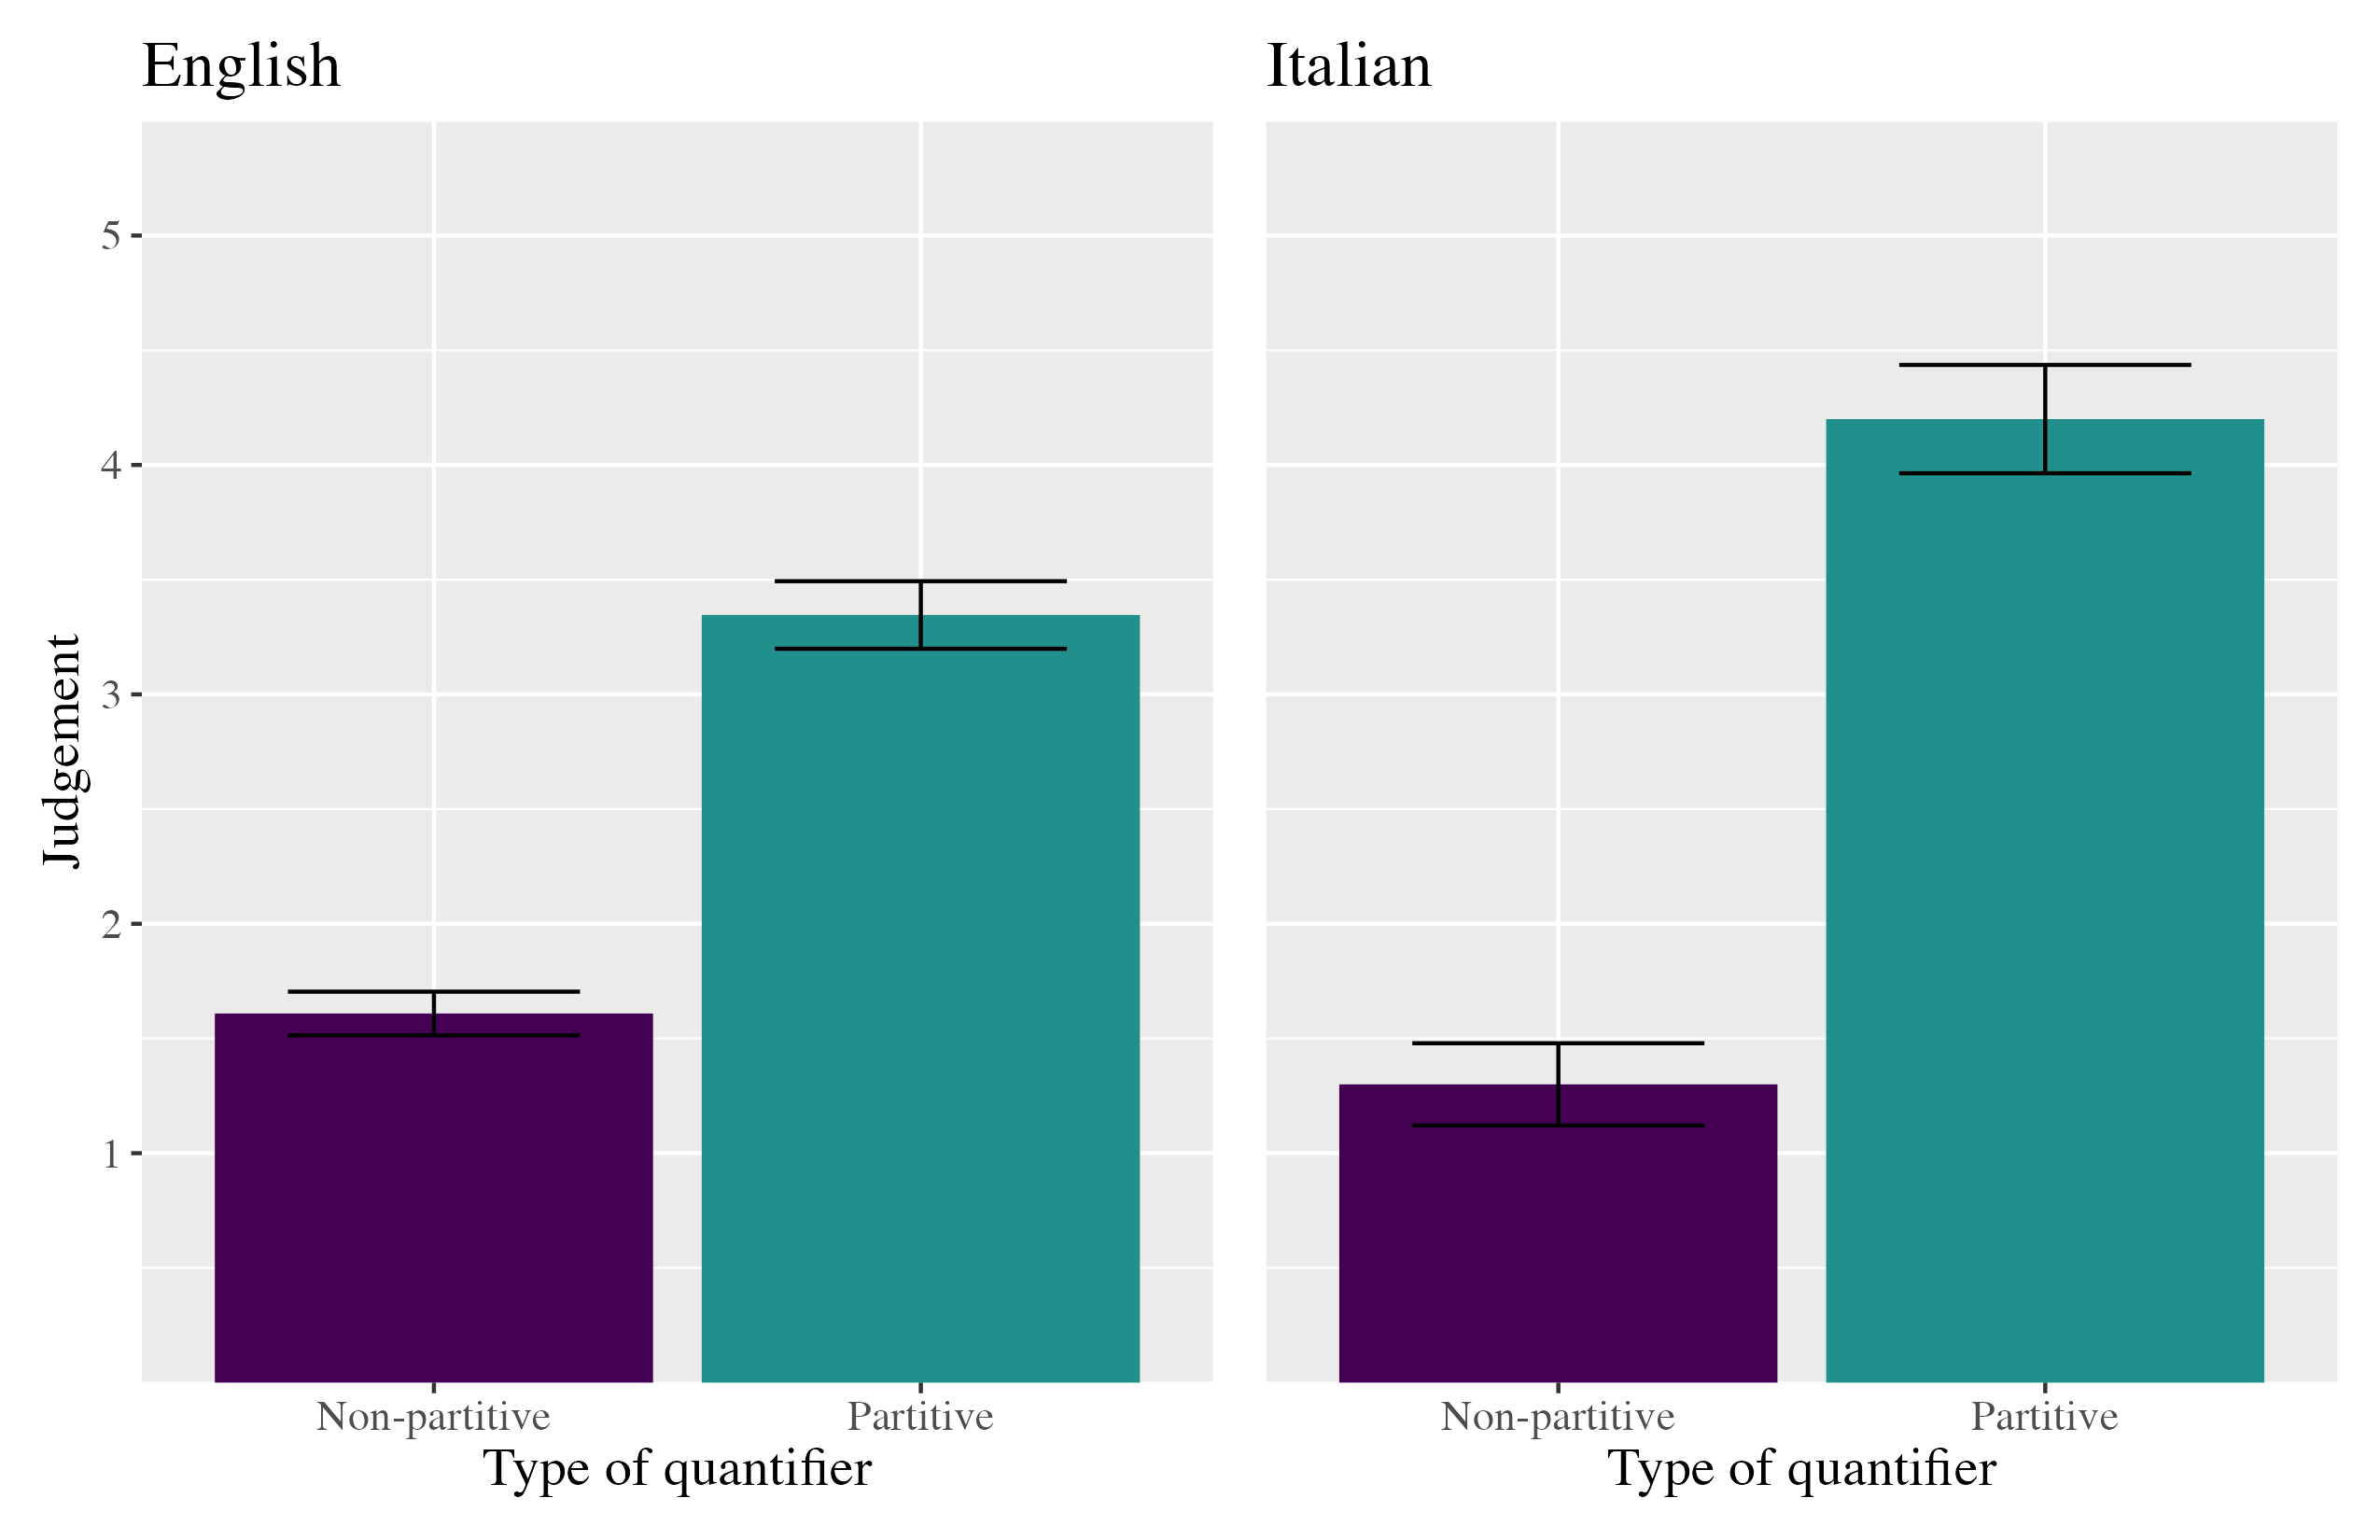 English
Italian
Judgement
5
4
3
2
1
Non-partitive
Partitive
Non-partitive
Partitive
Type of quantifier
Type of quanifier